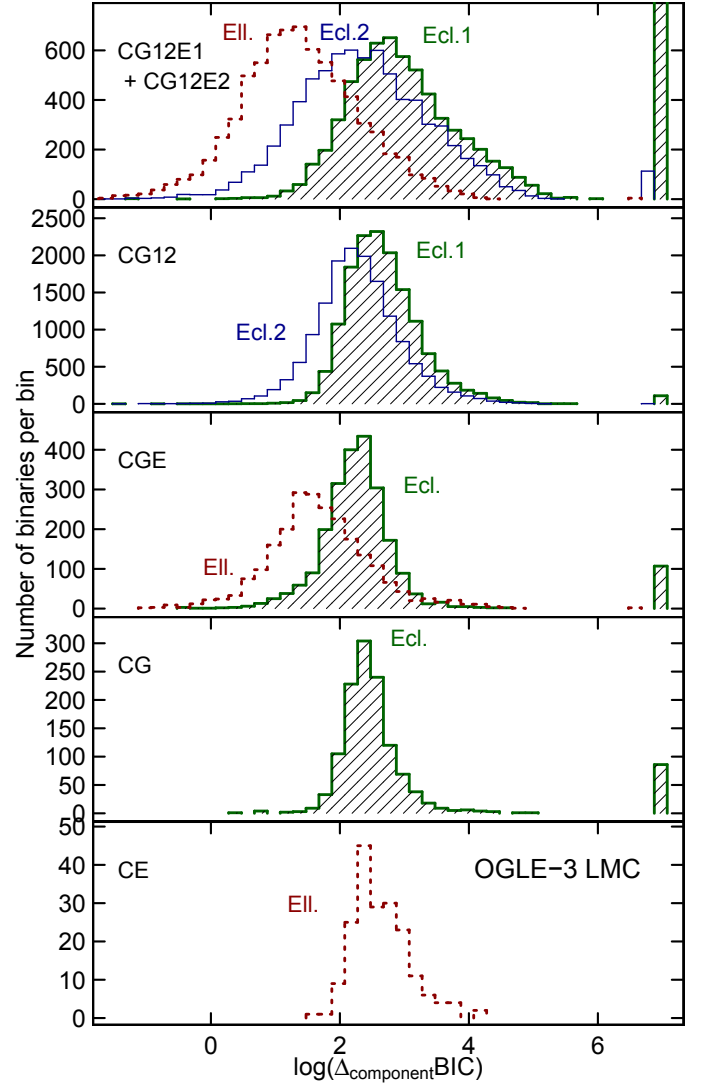 CG12E1
+ CG12E2
Ell.
Ecl.2
Ecl.1
600
400
200
0
CG12
Ecl.2
Ecl.1
2500
2000
1500
1000
500
0
CGE
Ell.
Ecl.
400
300
200
100
0
CG
Ecl.
300
250
200
150
100
50
0
CE
Ell.
OGLE−3 LMC
50
40
30
20
10
0
0 2 4 6
Number of binaries per bin
log(Δ_componentBIC)